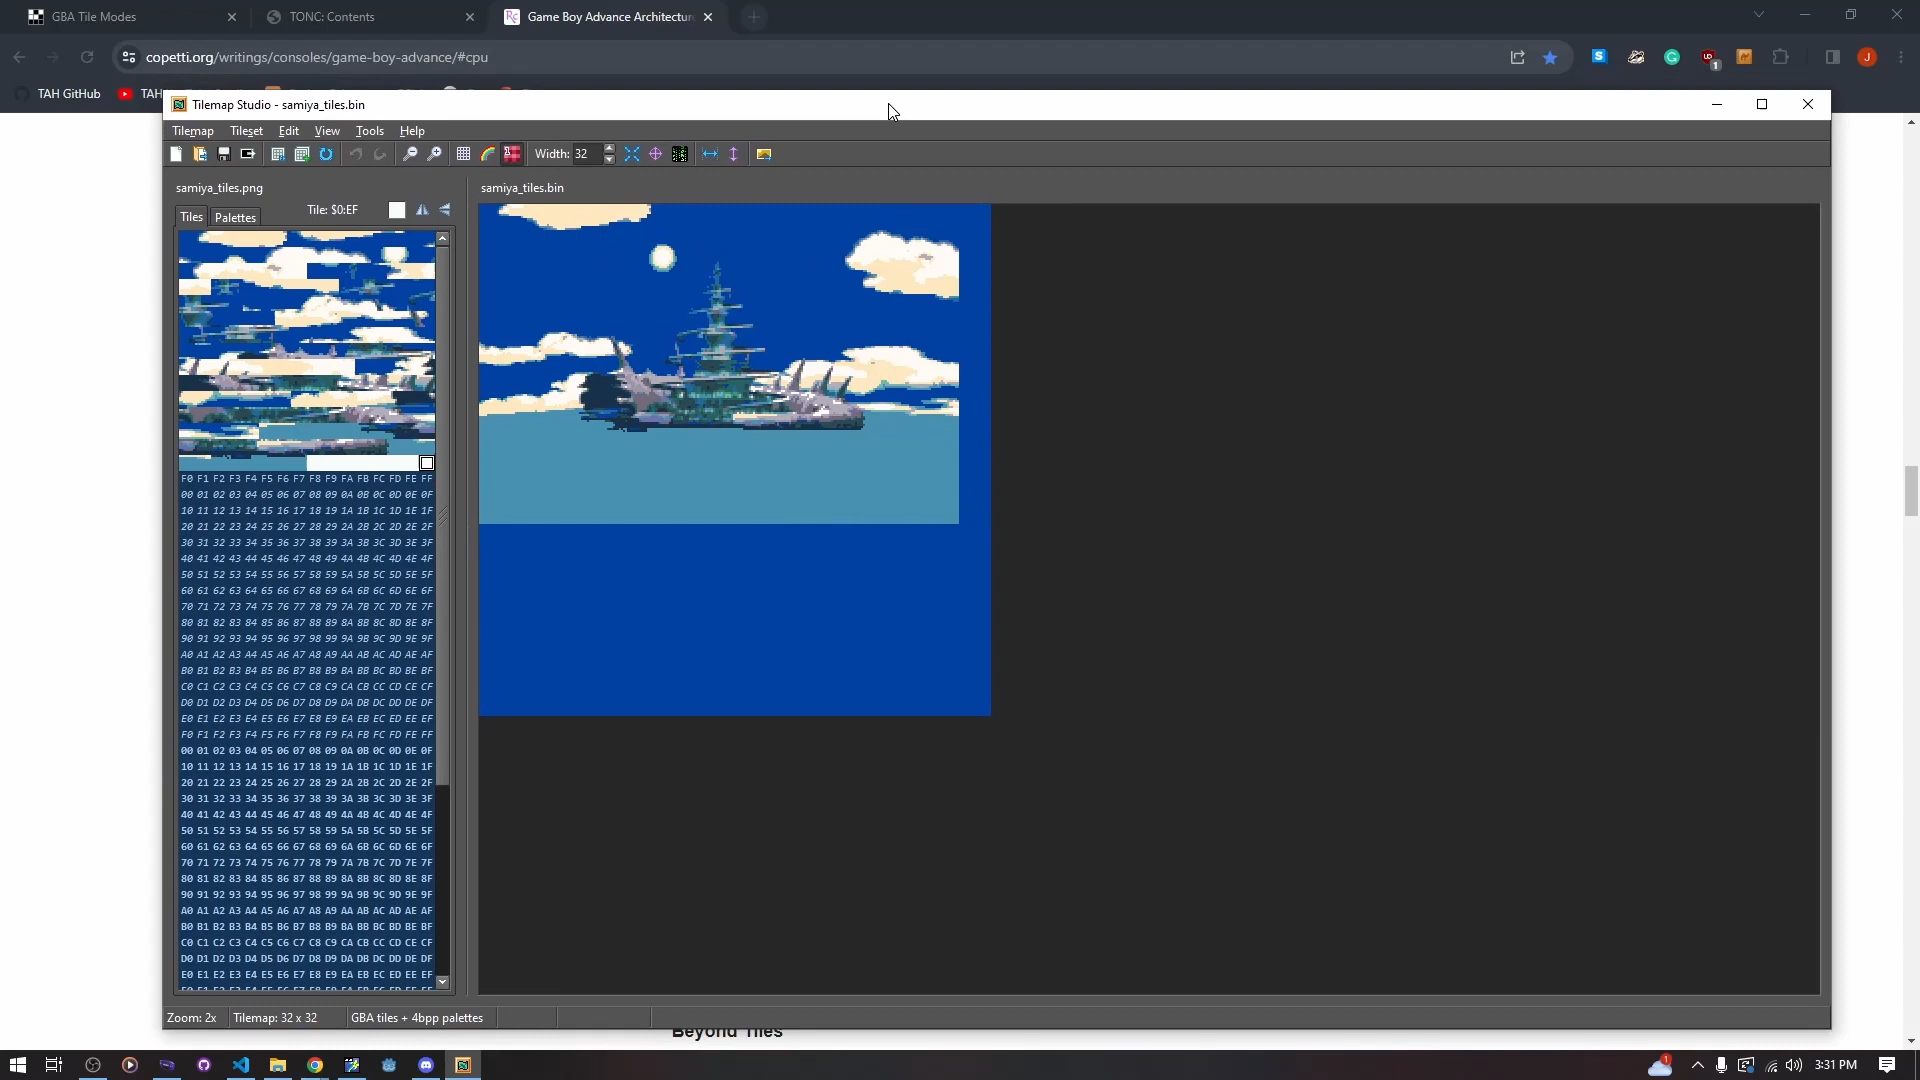 GBA Tile Modes
TONC: Contents
Game Boy Advance Architectur
copetti.org/writings/consoles/game-boy-advance/#cpu
TAH GitHub
TAH
Tilemap Studio - samiya_tiles.bin
Tilemap Tileset Edit View Tools Help
Width: 32
samiya_tiles.png
samiya_tiles.bin
Tile: $0:EF
Tiles Palettes
F0 F1 F2 F3 F4 F5 F6 F7 F8 F9 FA FB FC FD FE FF
00 01 02 03 04 05 06 07 08 09 0A 0B 0C 0D 0E 0F
10 11 12 13 14 15 16 17 18 19 1A 1B 1C 1D 1E 1F
20 21 22 23 24 25 26 27 28 29 2A 2B 2C 2D 2E 2F
30 31 32 33 34 35 36 37 38 39 3A 3B 3C 3D 3E 3F
40 41 42 43 44 45 46 47 48 49 4A 4B 4C 4D 4E 4F
50 51 52 53 54 55 56 57 58 59 5A 5B 5C 5D 5E 5F
60 61 62 63 64 65 66 67 68 69 6A 6B 6C 6D 6E 6F
70 71 72 73 74 75 76 77 78 79 7A 7B 7C 7D 7E 7F
80 81 82 83 84 85 86 87 88 89 8A 8B 8C 8D 8E 8F
90 91 92 93 94 95 96 97 98 99 9A 9B 9C 9D 9E 9F
A0 A1 A2 A3 A4 A5 A6 A7 A8 A9 AA AB AC AD AE AF
B0 B1 B2 B3 B4 B5 B6 B7 B8 B9 BA BB BC BD BE BF
C0 C1 C2 C3 C4 C5 C6 C7 C8 C9 CA CB CC CD CE CF
D0 D1 D2 D3 D4 D5 D6 D7 D8 D9 DA DB DC DD DE DF
E0 E1 E2 E3 E4 E5 E6 E7 E8 E9 EA EB EC ED EE EF
F0 F1 F2 F3 F4 F5 F6 F7 F8 F9 FA FB FC FD FE FF
00 01 02 03 04 05 06 07 08 09 0A 0B 0C 0D 0E 0F
10 11 12 13 14 15 16 17 18 19 1A 1B 1C 1D 1E 1F
20 21 22 23 24 25 26 27 28 29 2A 2B 2C 2D 2E 2F
30 31 32 33 34 35 36 37 38 39 3A 3B 3C 3D 3E 3F
40 41 42 43 44 45 46 47 48 49 4A 4B 4C 4D 4E 4F
50 51 52 53 54 55 56 57 58 59 5A 5B 5C 5D 5E 5F
60 61 62 63 64 65 66 67 68 69 6A 6B 6C 6D 6E 6F
70 71 72 73 74 75 76 77 78 79 7A 7B 7C 7D 7E 7F
80 81 82 83 84 85 86 87 88 89 8A 8B 8C 8D 8E 8F
90 91 92 93 94 95 96 97 98 99 9A 9B 9C 9D 9E 9F
A0 A1 A2 A3 A4 A5 A6 A7 A8 A9 AA AB AC AD AE AF
B0 B1 B2 B3 B4 B5 B6 B7 B8 B9 BA BB BC BD BE BF
C0 C1 C2 C3 C4 C5 C6 C7 C8 C9 CA CB CC CD CE CF
D0 D1 D2 D3 D4 D5 D6 D7 D8 D9 DA DB DC DD DE DF
E0 E1 E2 E3 E4 E5 E6 E7 E8 E9 EA EB EC ED EE EF
Zoom: 2x
Tilemap: 32 x 32
GBA tiles + 4bpp palettes
Beyond Tiles
3:31 PM